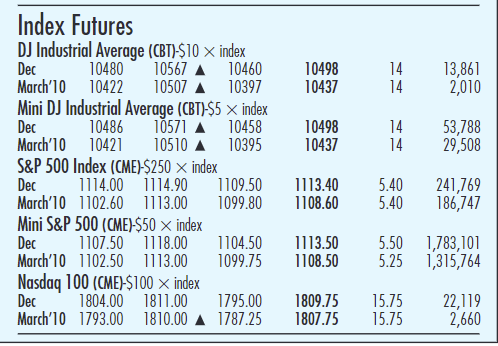 Index Futures
DJ Industrial Average (CBT)-$10 × index
Dec 10480 10567 ▲ 10460 10498 14 13,861
March'10 10422 10507 ▲ 10397 10437 14 2,010
Mini DJ Industrial Average (CBT)-$5 × index
Dec 10486 10571 ▲ 10458 10498 14 53,788
March'10 10421 10510 ▲ 10395 10437 14 29,508
S&P 500 Index (CME)-$250 × index
Dec 1114.00 1114.90 1109.50 1113.40 5.40 241,769
March'10 1102.60 1113.00 1099.80 1108.60 5.40 186,747
Mini S&P 500 (CME)-$50 × index
Dec 1107.50 1118.00 1104.50 1113.50 5.50 1,783,101
March'10 1102.50 1113.00 1099.75 1108.50 5.25 1,315,764
Nasdaq 100 (CME)-$100 × index
Dec 1804.00 1811.00 1795.00 1809.75 15.75 22,119
March'10 1793.00 1810.00 ▲ 1787.25 1807.75 15.75 2,660